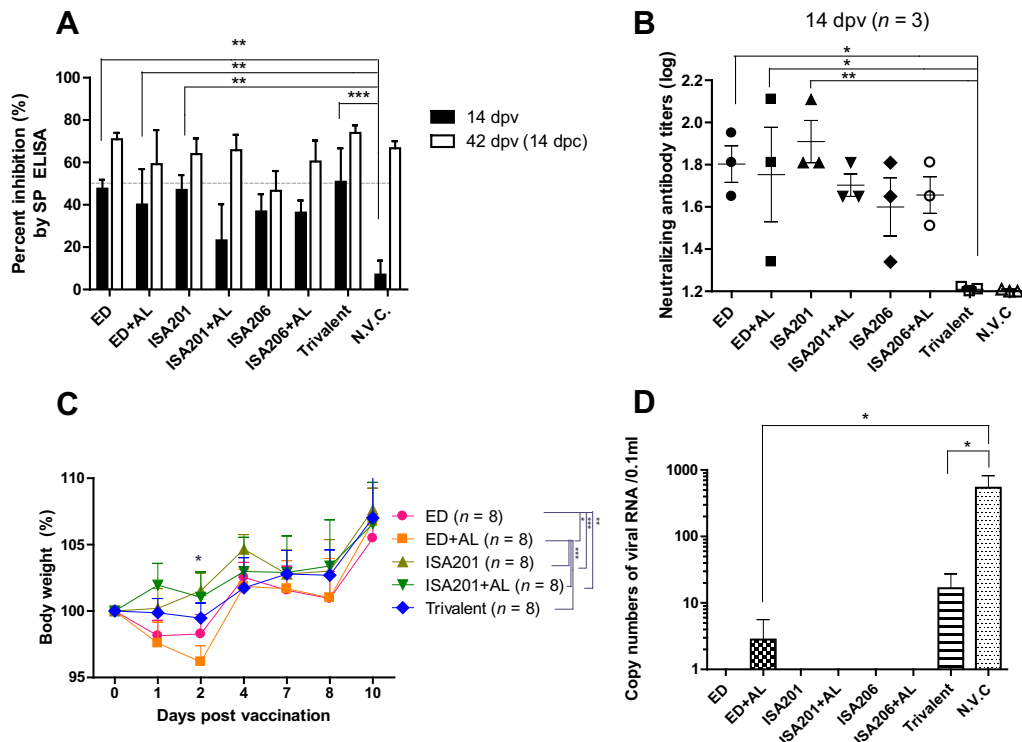 A
**
**
**
***
100
80
60
40
20
0
Percent inhibition (%)
by SP ELISA
14 dpv
42 dpv (14 dpc)
ED
ED+AL
ISA201
ISA201+AL
ISA206
ISA206+AL
Trivalent
N.V.C.
B
14 dpv (n = 3)
*
*
**
2.2
2.0
1.8
1.6
1.4
1.2
Neutralizing antibody titers (log)
ED
ED+AL
ISA201
ISA201+AL
ISA206
ISA206+AL
Trivalent
N.V.C
C
110
105
100
95
Body weight (%)
*
0
1
2
4
7
8
10
Days post vaccination
ED (n = 8)
ED+AL (n = 8)
ISA201 (n = 8)
ISA201+AL (n = 8)
Trivalent (n = 8)
***
*
***
**
D
*
*
1000
100
10
1
Copy numbers of viral RNA /0.1ml
ED
ED+AL
ISA201
ISA201+AL
ISA206
ISA206+AL
Trivalent
N.V.C